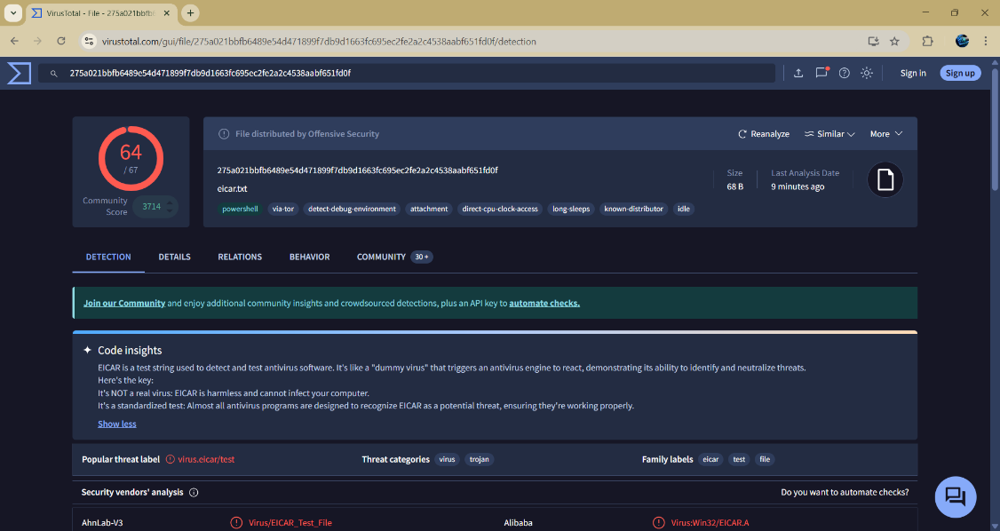 VirusTotal - File - 275a021bbfb
virustotal.com/gui/file/275a021bbfb6489e54d471899f7db9d1663fc695ec2fe2a2c4538aabf651fd0f/detection
275a021bbfb6489e54d471899f7db9d1663fc695ec2fe2a2c4538aabf651fd0f
Sign in
Sign up
64
/ 67
Community
Score
3714
File distributed by Offensive Security
Reanalyze
Similar
More
275a021bbfb6489e54d471899f7db9d1663fc695ec2fe2a2c4538aabf651fd0f
eicar.txt
powershell
via-tor
detect-debug-environment
attachment
direct-cpu-clock-access
long-sleeps
known-distributor
idle
Size
68 B
Last Analysis Date
9 minutes ago
DETECTION
DETAILS
RELATIONS
BEHAVIOR
COMMUNITY
30 +
Join our Community and enjoy additional community insights and crowdsourced detections, plus an API key to automate checks.
Code insights
EICAR is a test string used to detect and test antivirus software. It's like a "dummy virus" that triggers an antivirus engine to react, demonstrating its ability to identify and neutralize threats.
Here's the key:
It's NOT a real virus: EICAR is harmless and cannot infect your computer.
It's a standardized test: Almost all antivirus programs are designed to recognize EICAR as a potential threat, ensuring they're working properly.
Show less
Popular threat label
virus.eicar/test
Threat categories
virus
trojan
Family labels
eicar
test
file
Security vendors' analysis
Do you want to automate checks?
AhnLab-V3
Virus/EICAR_Test_File
Alibaba
Virus:Win32/EICAR.A